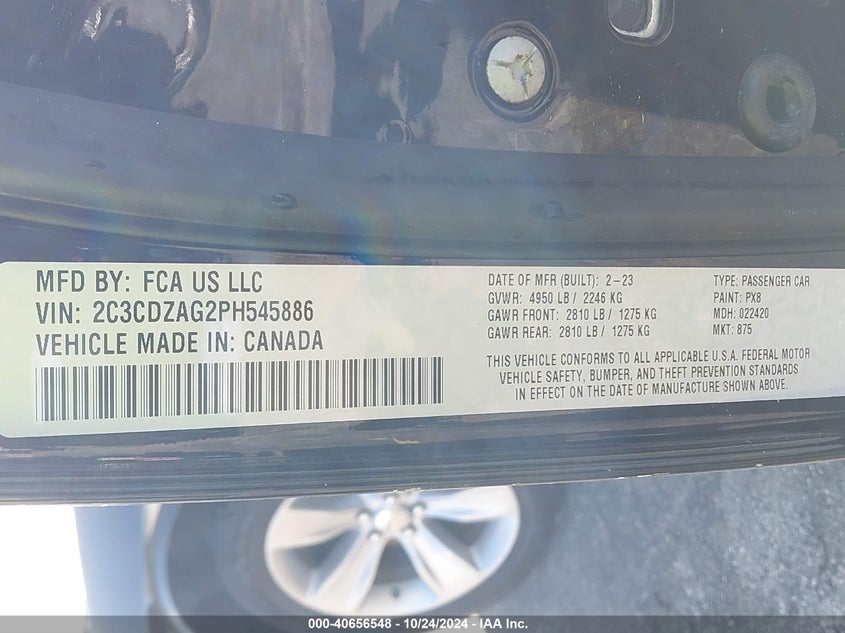 MFD BY: FCA US LLC
VIN: 2C3CDZAG2PH545886
VEHICLE MADE IN: CANADA
DATE OF MFR (BUILT): 2-23
GVWR: 4950 LB / 2246 KG
GAWR FRONT: 2810 LB / 1275 KG
GAWR REAR: 2810 LB / 1275 KG
TYPE: PASSENGER CAR
PAINT: PX8
MDH: 022420
MKT: 875
THIS VEHICLE CONFORMS TO ALL APPLICABLE U.S.A. FEDERAL MOTOR
VEHICLE SAFETY, BUMPER, AND THEFT PREVENTION STANDARDS
IN EFFECT ON THE DATE OF MANUFACTURE SHOWN ABOVE.
000-40656548 - 10/24/2024 - IAA Inc.